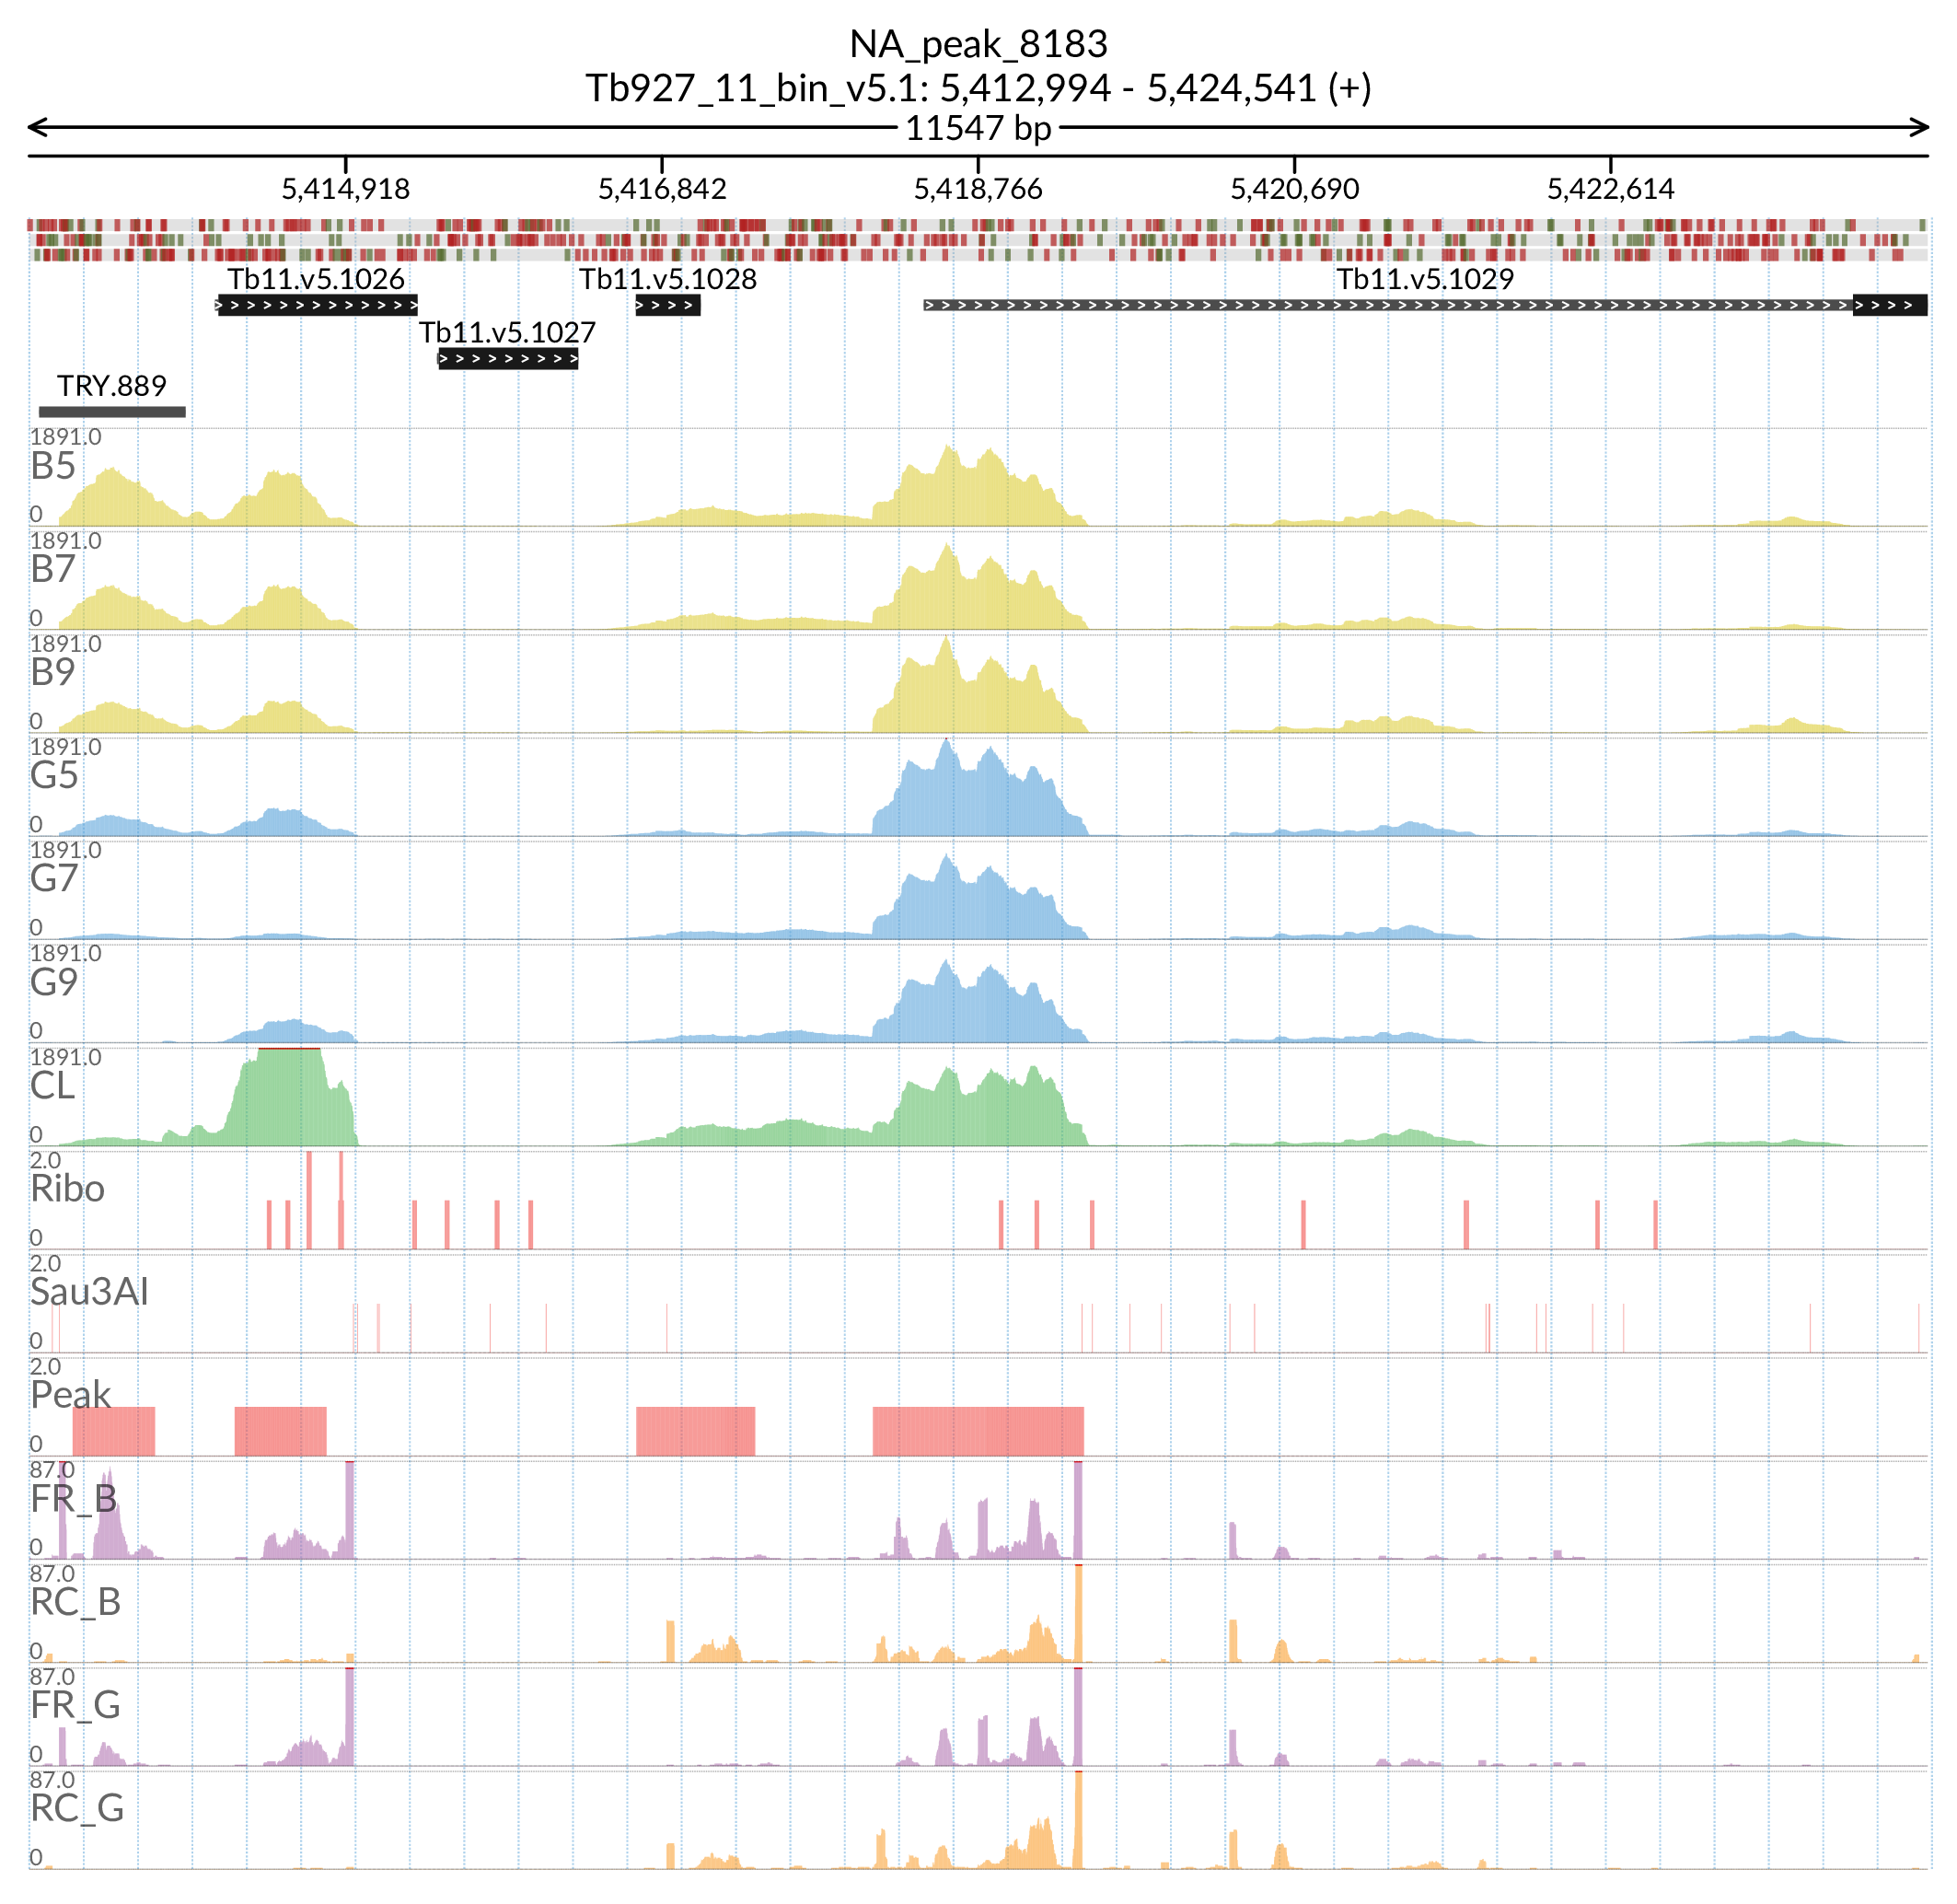 NA_peak_8183
Tb927_11_bin_v5.1: 5,412,994 - 5,424,541 (+)
11547 bp
5,414,918 5,416,842 5,418,766 5,420,690 5,422,614
Tb11.v5.1026 Tb11.v5.1028 Tb11.v5.1029
Tb11.v5.1027
TRY.889
1891.0
B5
0
1891.0
B7
0
1891.0
B9
0
1891.0
G5
0
1891.0
G7
0
1891.0
G9
0
1891.0
CL
0
2.0
Ribo
0
2.0
Sau3AI
0
2.0
Peak
0
87.0
FR_B
0
87.0
RC_B
0
87.0
FR_G
0
87.0
RC_G
0